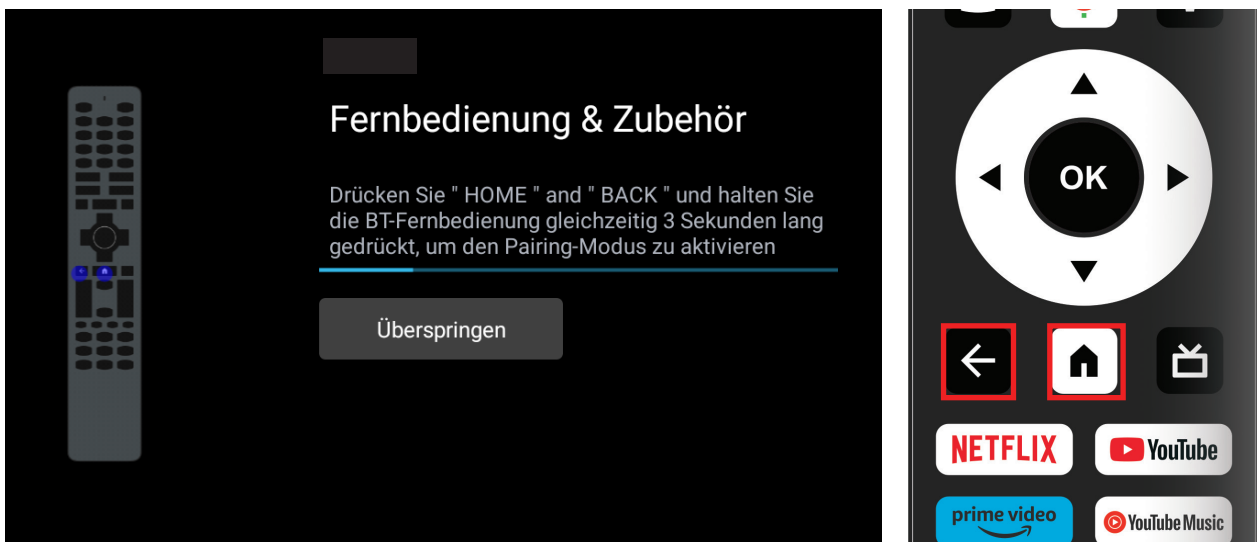 Fernbedienung & Zubehör
Drücken Sie " HOME " and " BACK " und halten Sie
die BT-Fernbedienung gleichzeitig 3 Sekunden lang
gedrückt, um den Pairing-Modus zu aktivieren
Überspringen
OK
NETFLIX
YouTube
prime video
YouTube Music